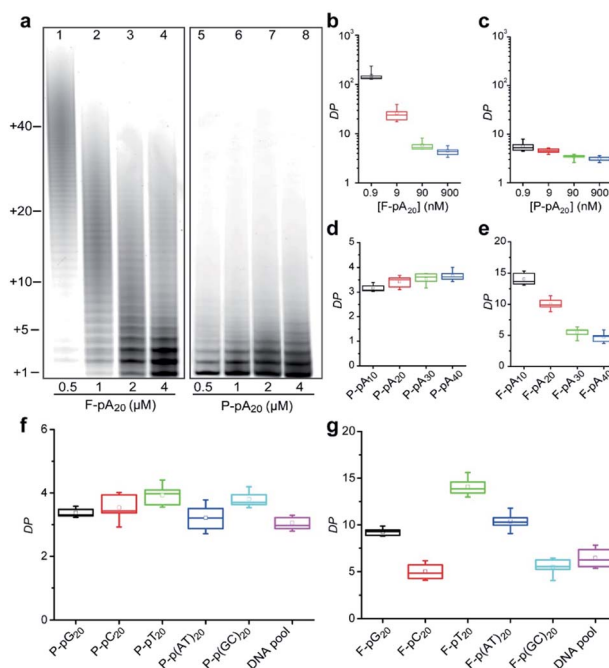 a
1 2 3 4 5 6 7 8
+40
+20
+10
+5
+1
0.5 1 2 4 0.5 1 2 4
F-pA20 (μM) P-pA20 (μM)
b
DP
10³
10²
10
1
0.9 9 90 900
[F-pA20] (nM)
c
DP
10³
10²
10
1
0.9 9 90 900
[P-pA20] (nM)
d
DP
5
4
3
2
1
0
P-pA10 P-pA20 P-pA30 P-pA40
e
DP
20
15
10
5
0
F-pA10 F-pA20 F-pA30 F-pA40
f
DP
6
4
2
0
P-pG20 P-pC20 P-pT20 P-p(AT)20 P-p(GC)20 DNA pool
g
DP
20
15
10
5
0
F-pG20 F-pC20 F-pT20 F-p(AT)20 F-p(GC)20 DNA pool